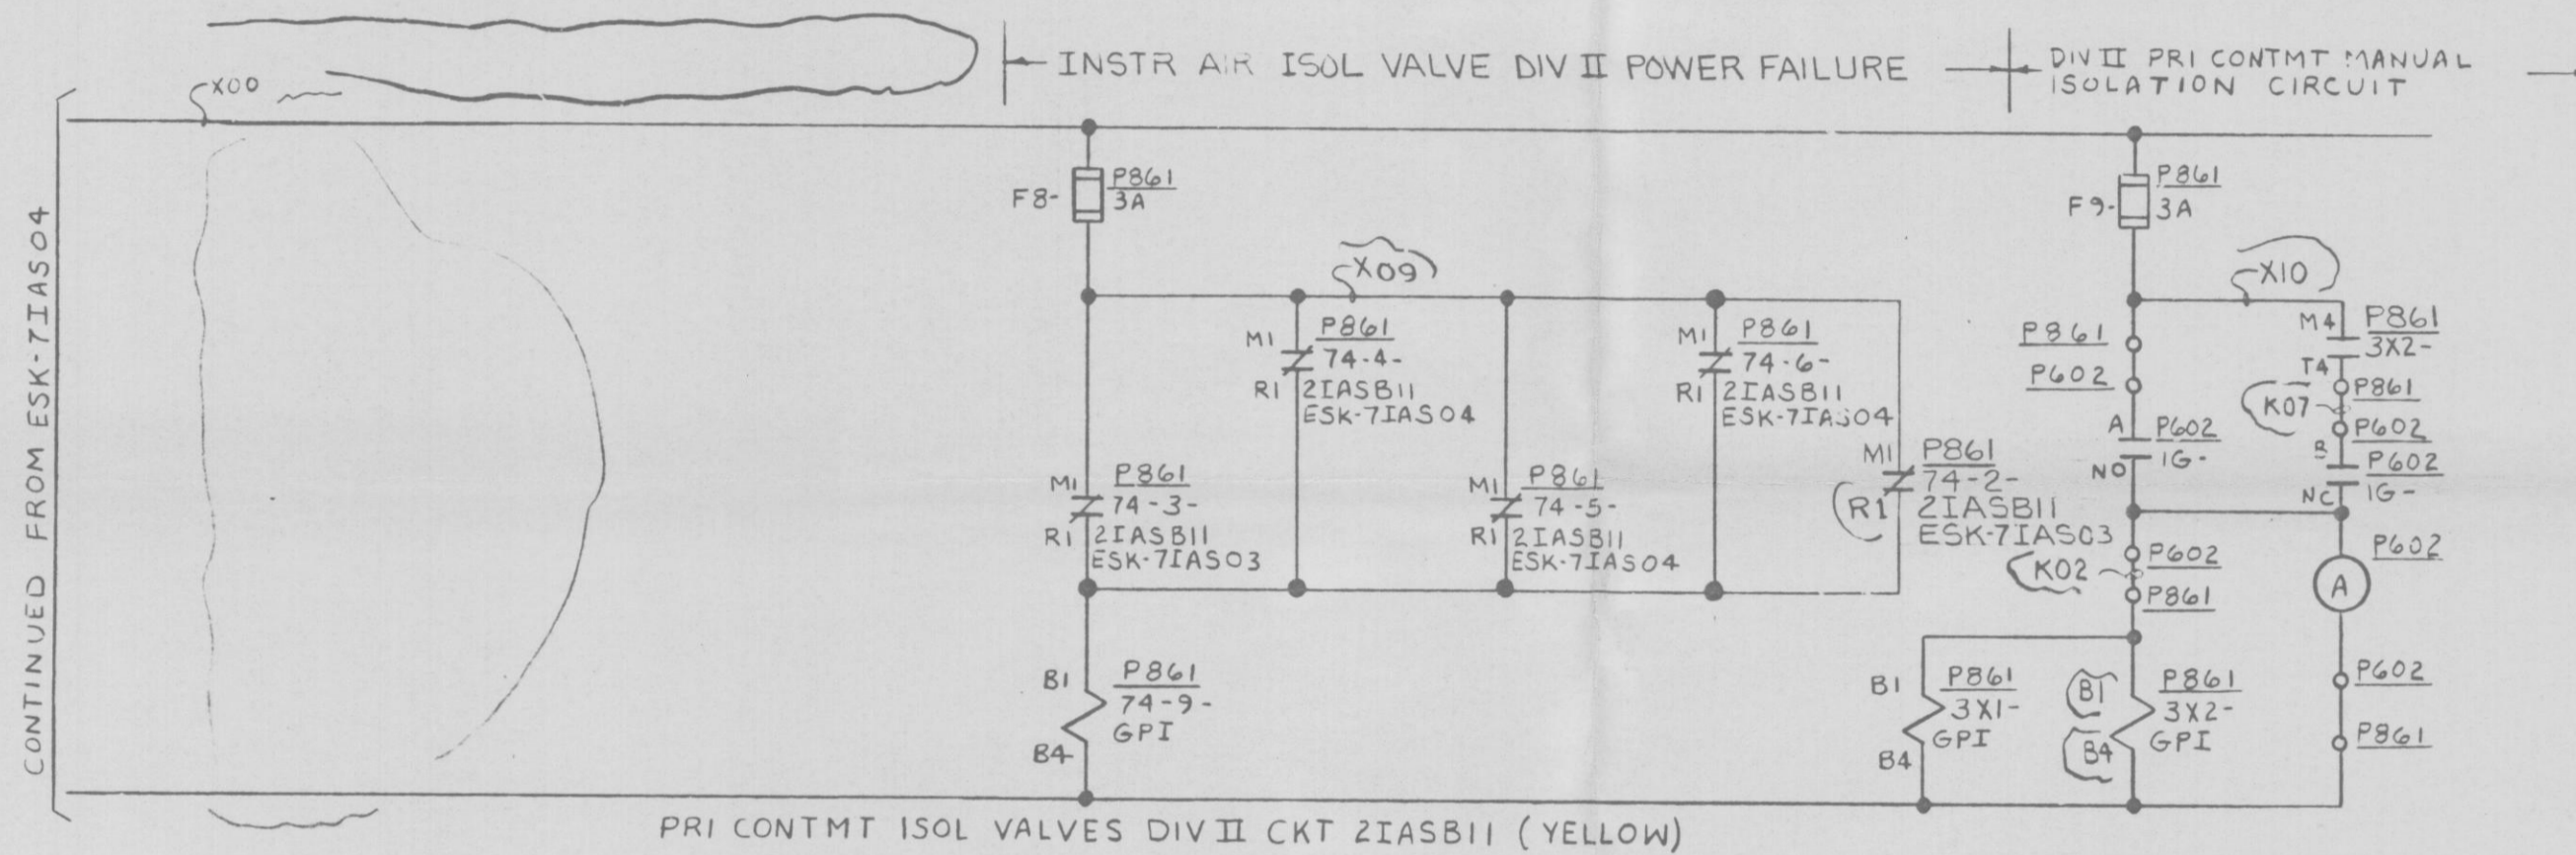 INSTR AIR ISOL VALVE DIV II POWER FAILURE
DIV II PRI CONTMT MANUAL
ISOLATION CIRCUIT
X00
CONTINUED FROM ESK-7IAS04
F8-
P861
3A
X09
M1
P861
74-4-
R1
2IASB11
ESK-7IAS04
M1
P861
74-6-
R1
2IASB11
ESK-7IAS04
M1
P861
74-3-
R1
2IASB11
ESK-7IAS03
M1
P861
74-5-
R1
2IASB11
ESK-7IAS04
M1
P861
74-2-
R1
2IASB11
ESK-7IAS03
B1
P861
74-9-
GPI
B4
F9-
P861
3A
X10
P861
P602
A
P602
1G-
NO
M4
P861
3X2-
T4
P861
K07
P602
B
P602
1G-
NC
P602
K02
P861
P602
A
P602
P861
B1
P861
3X1-
GPI
B4
B1
P861
3X2-
GPI
B4
PRI CONTMT ISOL VALVES DIV II CKT 2IASB11 (YELLOW)